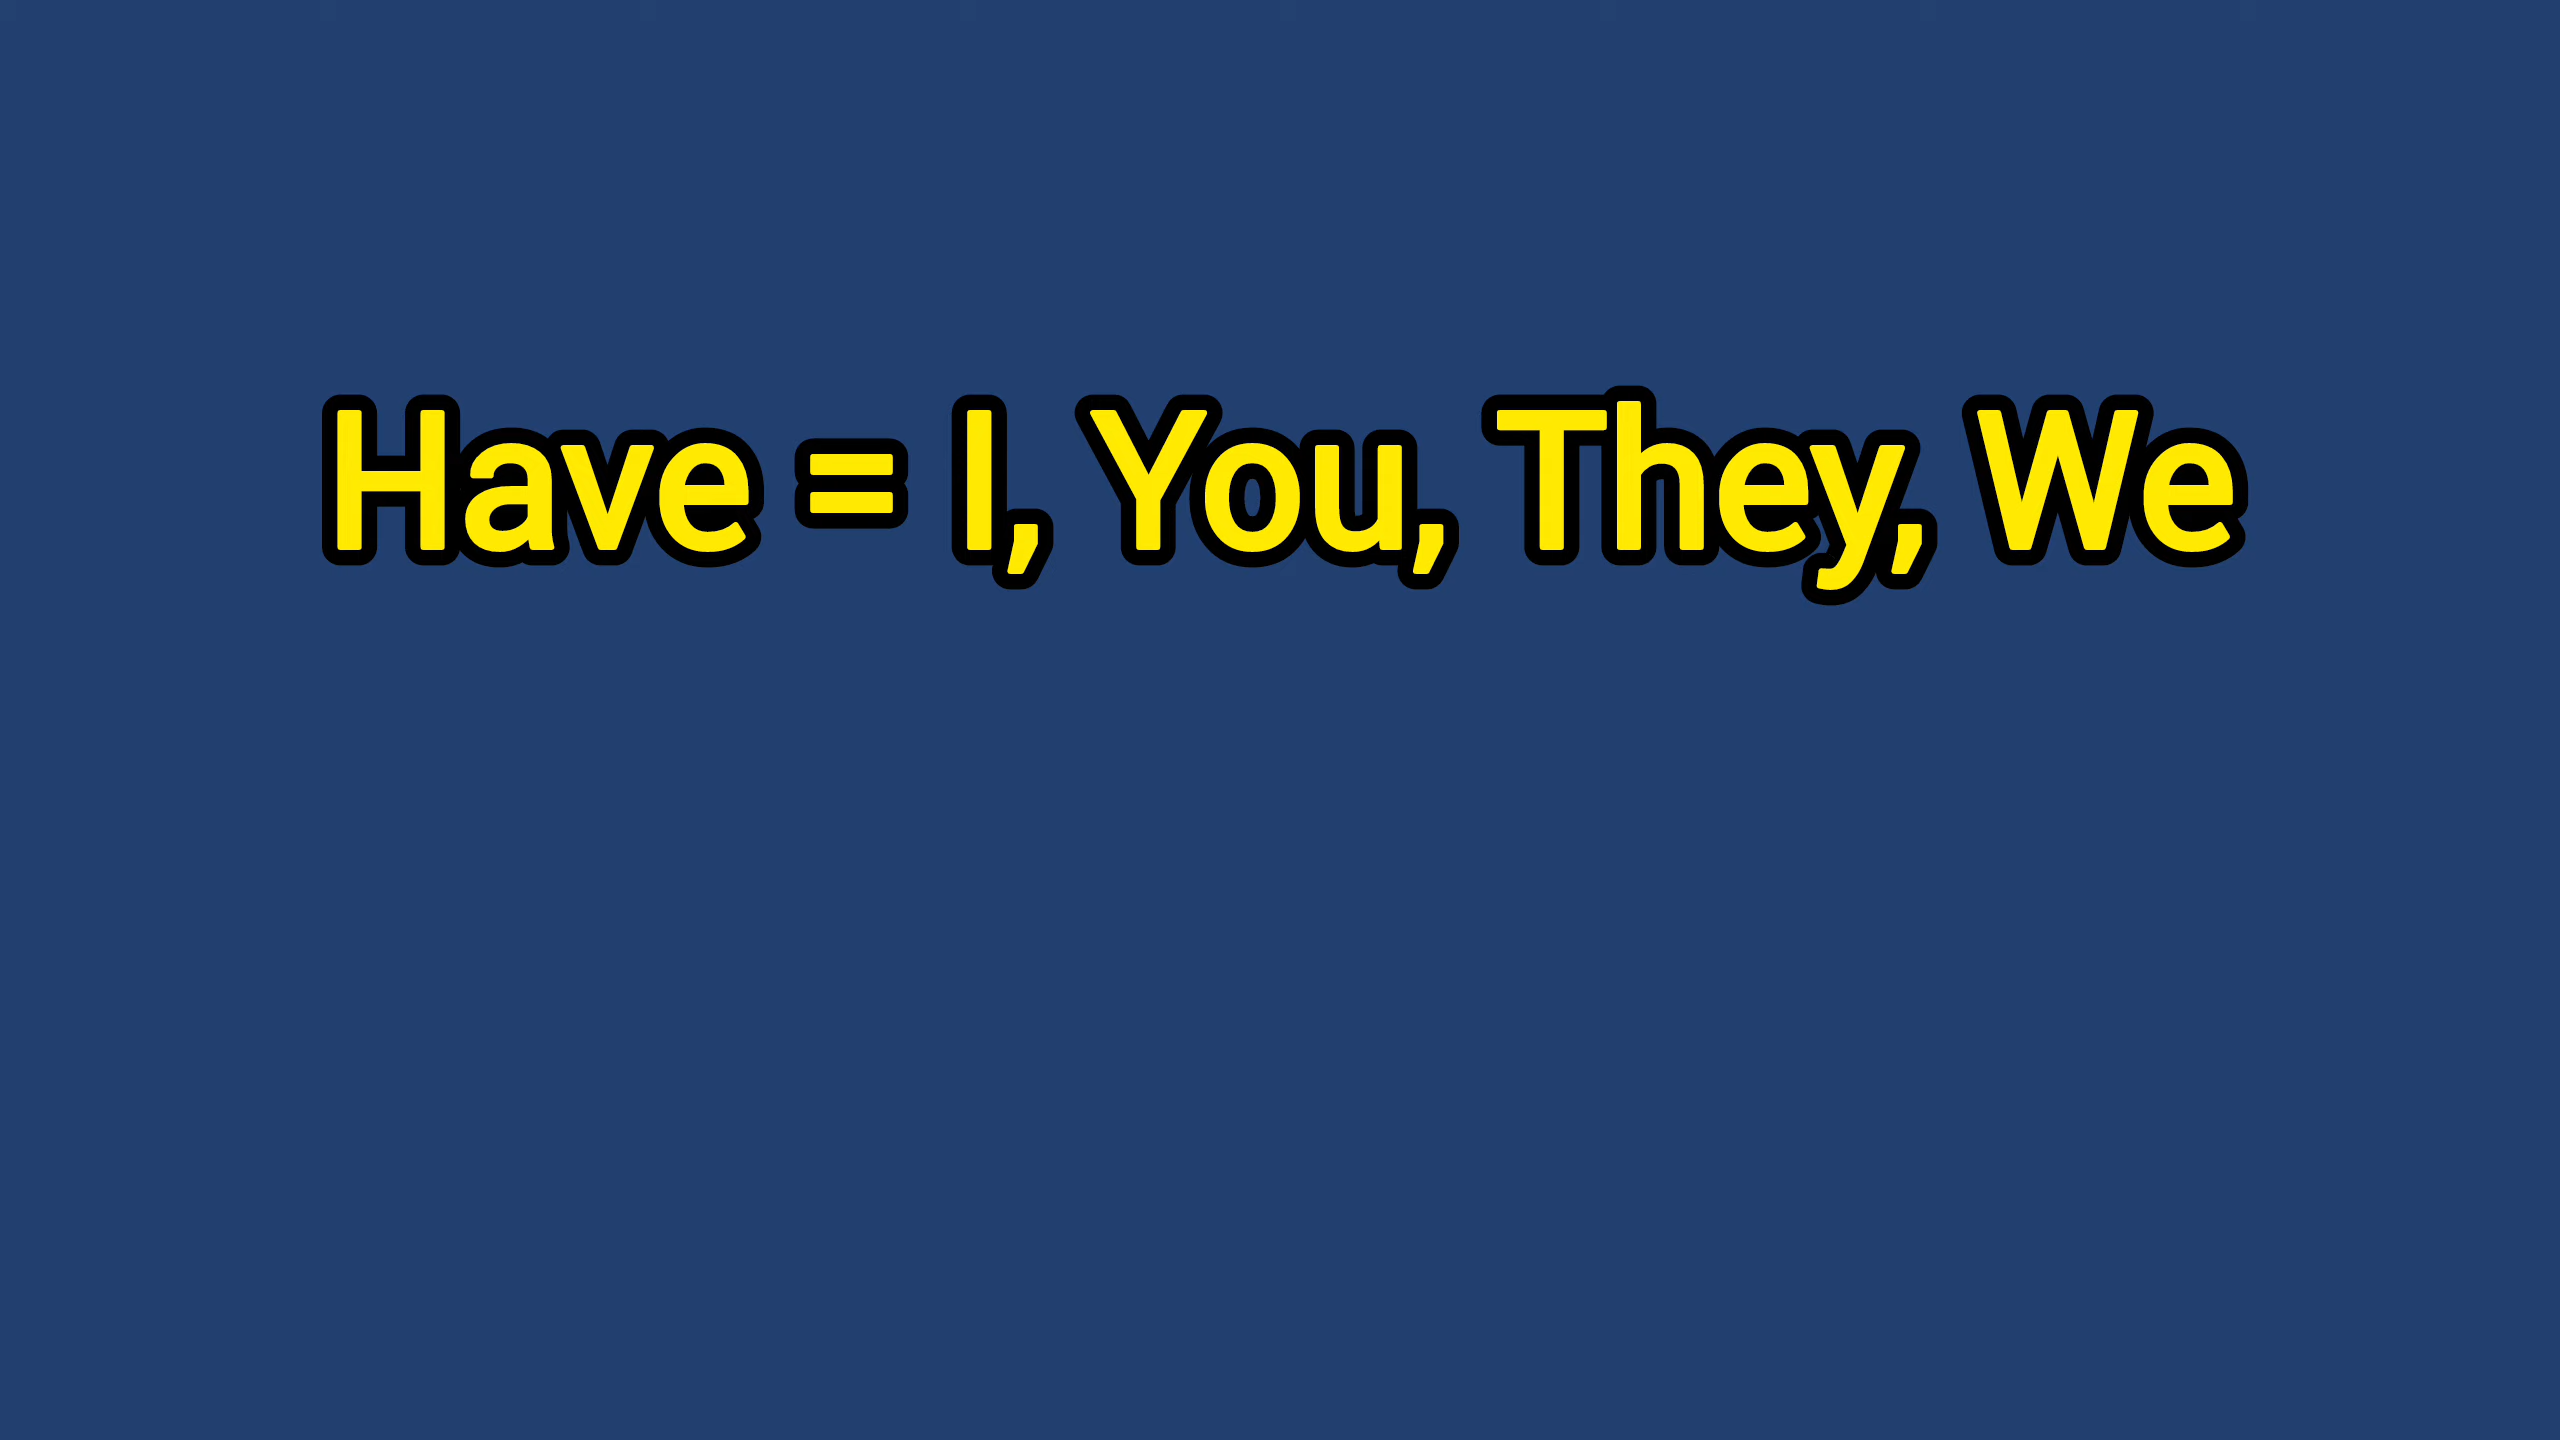 Have = I, You, They, We